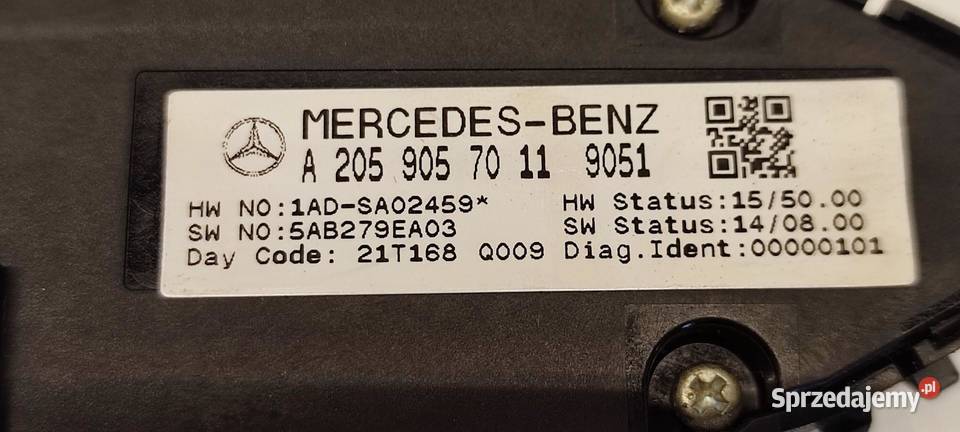 MERCEDES-BENZ
A 205 905 70 11 9051
HW NO:1AD-SA02459* HW Status:15/50.00
SW NO:5AB279EA03 SW Status:14/08.00
Day Code: 21T168 Q009 Diag.Ident:00000101
Sprzedajemy.pl